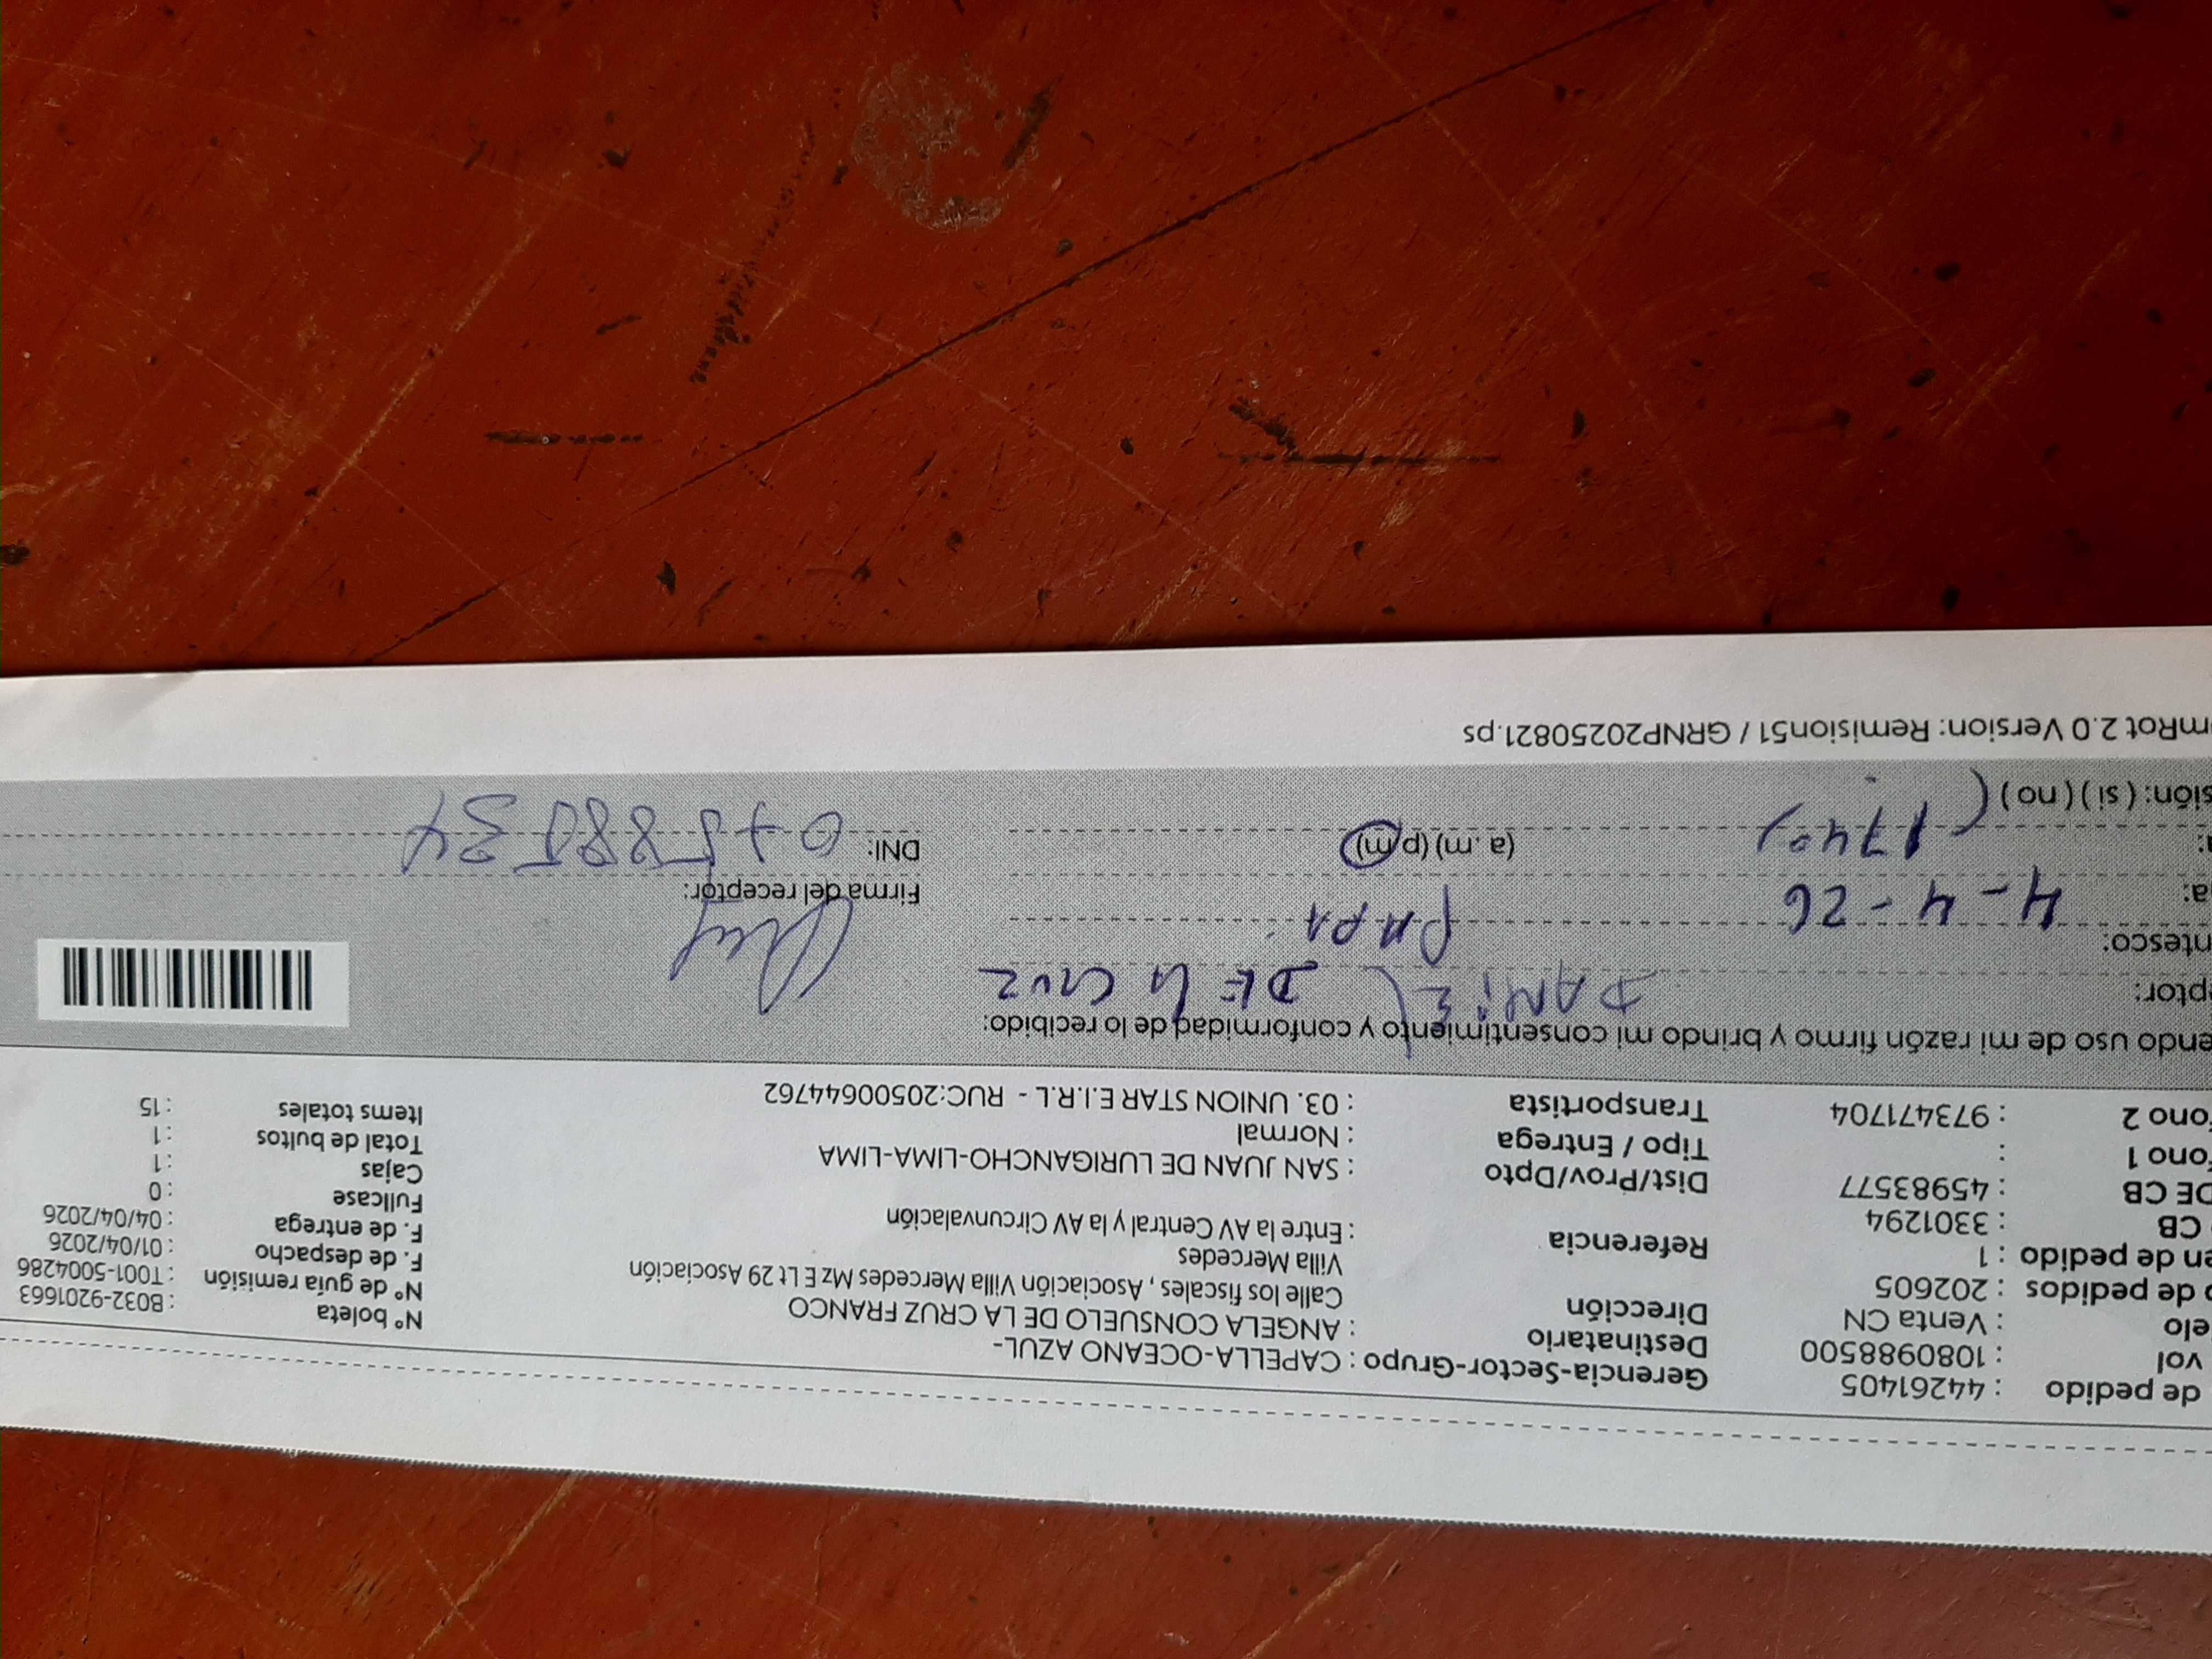 de pedido : 44261405 Gerencia-Sector-Grupo : CAPELLA-OCEANO AZUL-
vol : 1080988500 Destinatario : ANGELA CONSUELO DE LA CRUZ FRANCO Nº boleta : B032-9201663
elo : Venta CN Dirección Calle los fiscales , Asociación Villa Mercedes Mz E Lt 29 Asociación Nº de guía remisión : T001-5004286
o de pedidos : 202605 Villa Mercedes F. de despacho : 01/04/2026
en de pedido : 1 Referencia : Entre la AV Central y la AV Circunvalación F. de entrega : 04/04/2026
CB : 3301294 Fullcase : 0
DE CB : 45983577 Dist/Prov/Dpto : SAN JUAN DE LURIGANCHO-LIMA-LIMA Cajas : 1
fono 1 : Tipo / Entrega : Normal Total de bultos : 1
fono 2 : 973471704 Transportista : 03. UNION STAR E.I.R.L - RUC:20500644762 Items totales : 15
endo uso de mi razón firmo y brindo mi consentimiento y conformidad de lo recibido:
eptor: DANIEL DE LA CRUZ
ntesco: PAPA
a: 4-4-26 Firma del receptor:
a: (1740) (a.m) (p.m) DNI:
sión: ( si ) ( no )
mRot 2.0 Version: Remision51 / GRNP20250821.ps